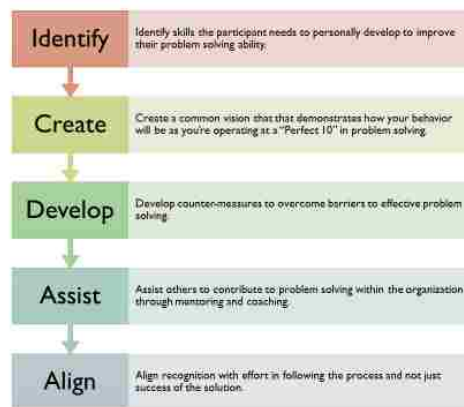 Identify
Identify skills the participant needs to personally develop to improve
their problem solving ability.
Create
Create a common vision that that demonstrates how your behavior
will be as you're operating at a "Perfect 10" in problem solving.
Develop
Develop counter-measures to overcome barriers to effective problem
solving.
Assist
Assist others to contribute to problem solving within the organization
through mentoring and coaching.
Align
Align recognition with effort in following the process and not just
success of the solution.